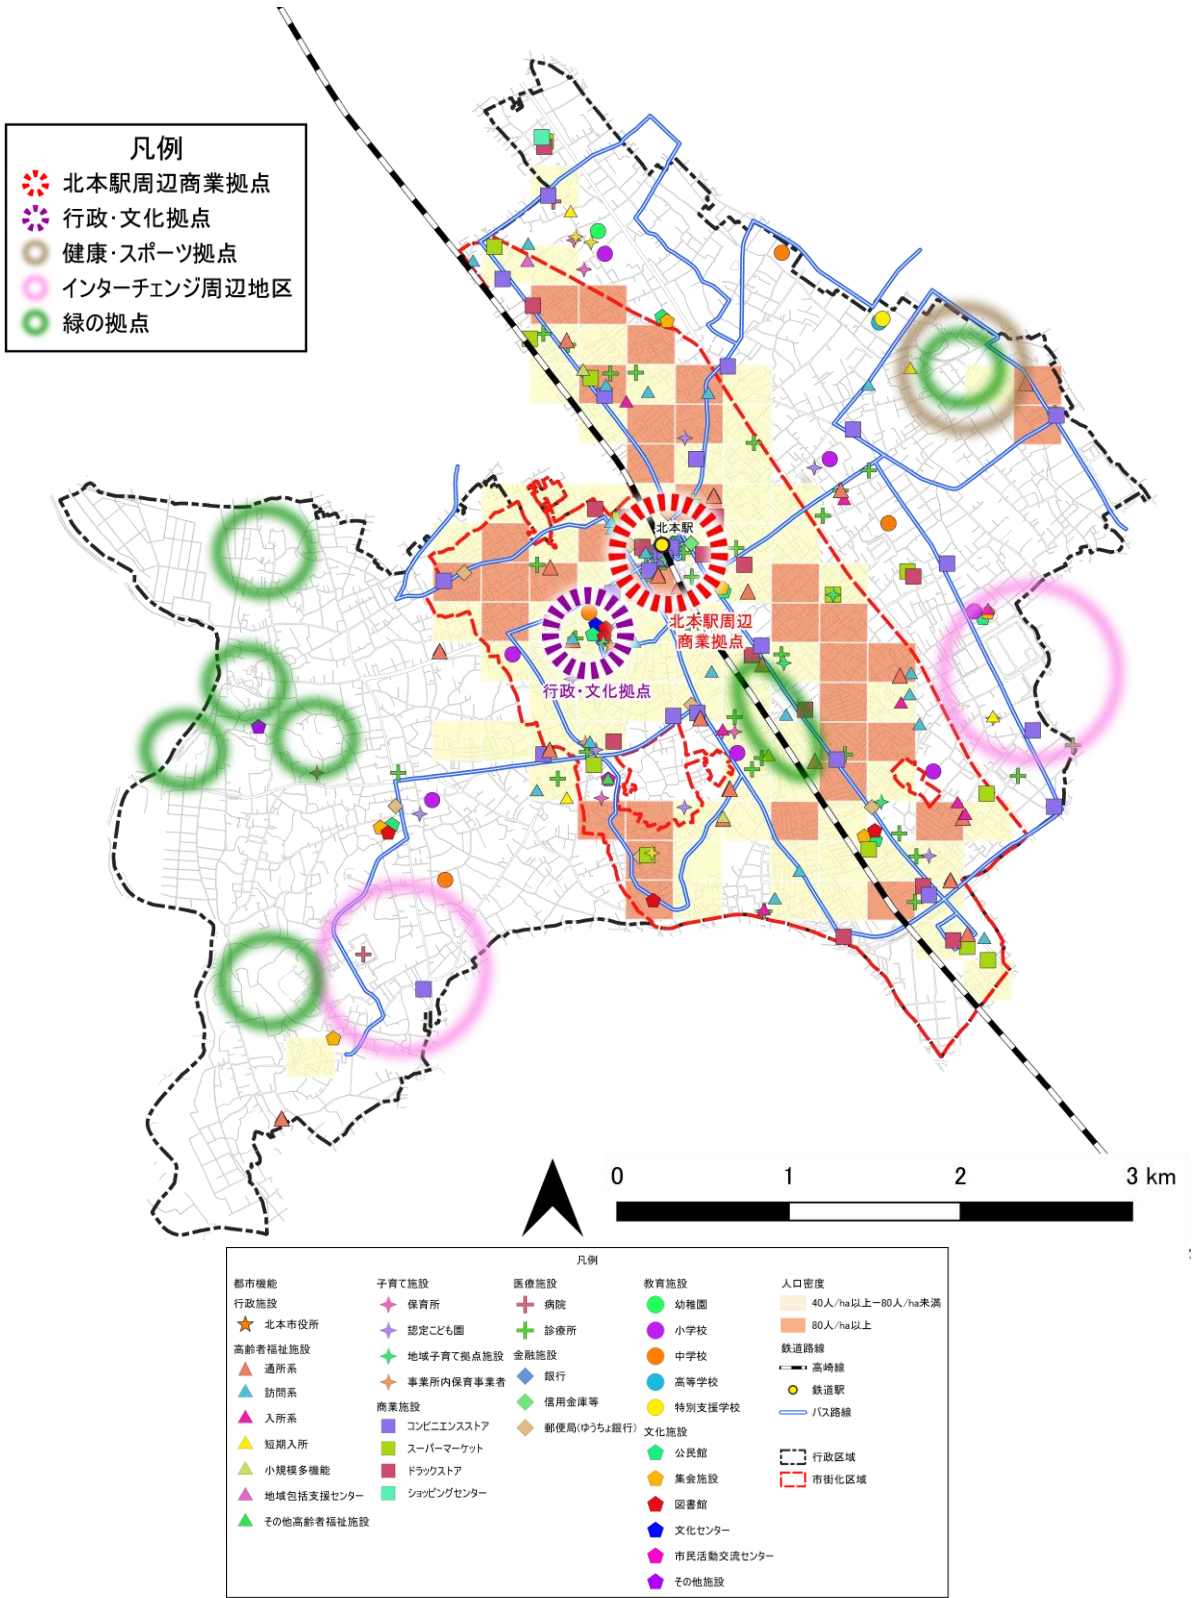 凡例
北本駅周辺商業拠点
行政・文化拠点
健康・スポーツ拠点
インターチェンジ周辺地区
緑の拠点
北本駅
北本駅周辺
商業拠点
行政・文化拠点
0 1 2 3 km
凡例
都市機能
行政施設
北本市役所
高齢者福祉施設
通所系
訪問系
入所系
短期入所
小規模多機能
地域包括支援センター
その他高齢者福祉施設
子育て施設
保育所
認定こども園
地域子育て拠点施設
事業所内保育事業者
商業施設
コンビニエンスストア
スーパーマーケット
ドラックストア
ショッピングセンター
医療施設
病院
診療所
金融施設
銀行
信用金庫等
郵便局(ゆうちょ銀行)
教育施設
幼稚園
小学校
中学校
高等学校
特別支援学校
文化施設
公民館
集会施設
図書館
文化センター
市民活動交流センター
その他施設
人口密度
40人/ha以上ー80人/ha未満
80人/ha以上
鉄道路線
高崎線
鉄道駅
バス路線
行政区域
市街化区域